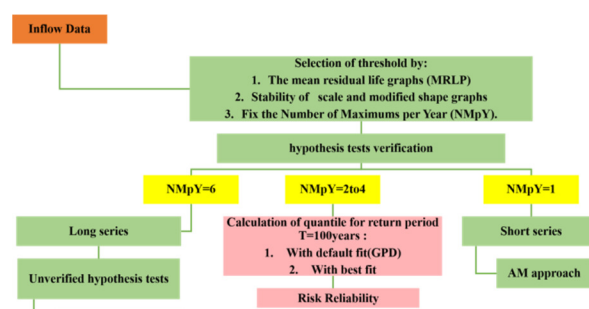 Inflow Data
Selection of threshold by:
1. The mean residual life graphs (MRLP)
2. Stability of scale and modified shape graphs
3. Fix the Number of Maximums per Year (NMpY).
hypothesis tests verification
NMpY=6
NMpY=2to4
NMpY=1
Long series
Calculation of quantile for return period
T=100years :
1. With default fit(GPD)
2. With best fit
Short series
Unverified hypothesis tests
AM approach
Risk Reliability